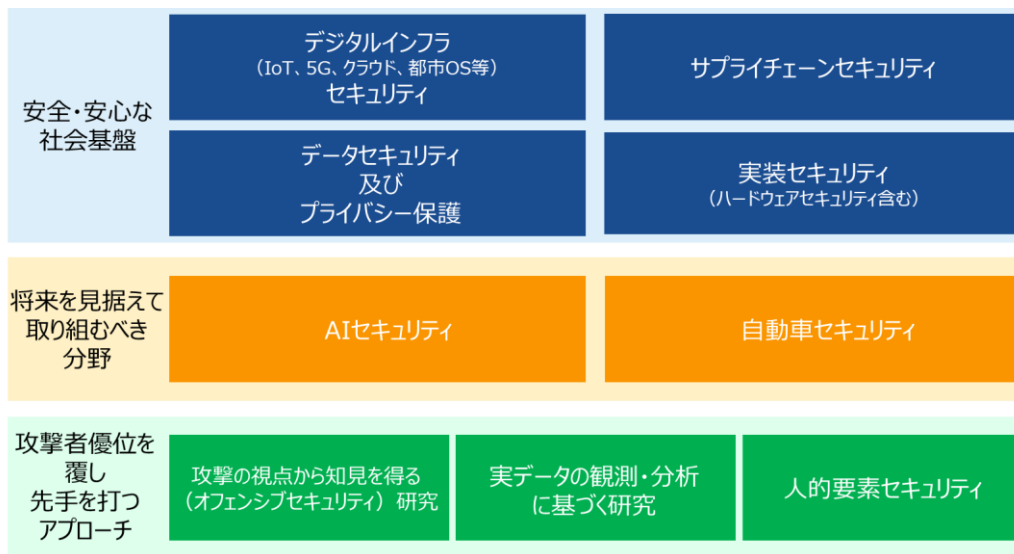 安全・安心な
社会基盤
デジタルインフラ
（IoT、5G、クラウド、都市OS等）
セキュリティ
サプライチェーンセキュリティ
データセキュリティ
及び
プライバシー保護
実装セキュリティ
（ハードウェアセキュリティ含む）
将来を見据えて
取り組むべき
分野
AIセキュリティ
自動車セキュリティ
攻撃者優位を
覆し
先手を打つ
アプローチ
攻撃の視点から知見を得る
（オフェンシブセキュリティ）研究
実データの観測・分析
に基づく研究
人的要素セキュリティ